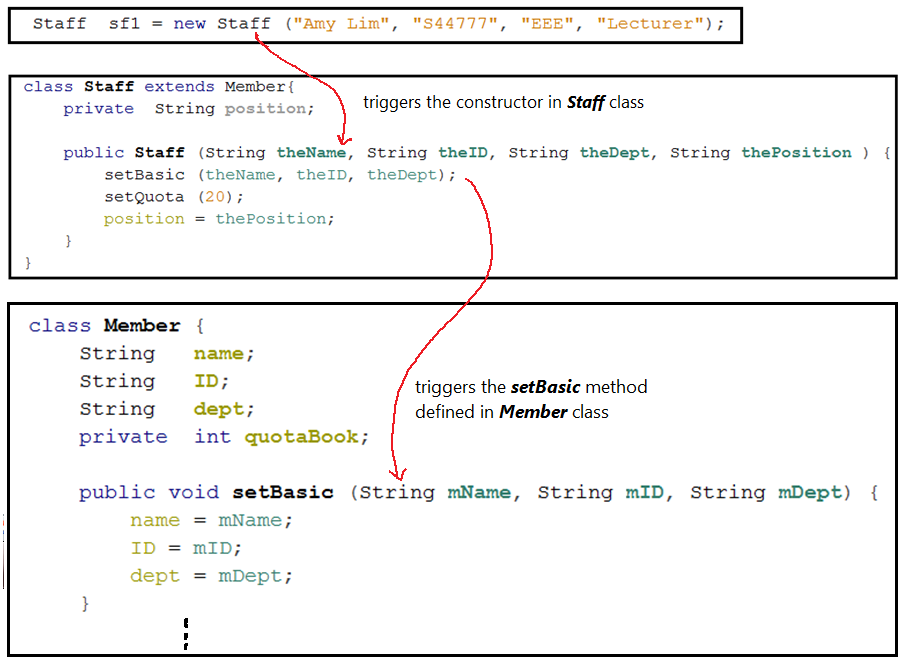 Staff  sf1 = new Staff ("Amy Lim", "S44777", "EEE", "Lecturer");
class Staff extends Member{
    private  String position;
triggers the constructor in Staff class
    public Staff (String theName, String theID, String theDept, String thePosition ) {
        setBasic (theName, theID, theDept);
        setQuota (20);
        position = thePosition;
    }
}
class Member {
    String   name;
    String   ID;
    String   dept;
    private  int quotaBook;
triggers the setBasic method
defined in Member class
    public void setBasic (String mName, String mID, String mDept) {
        name = mName;
        ID = mID;
        dept = mDept;
    }